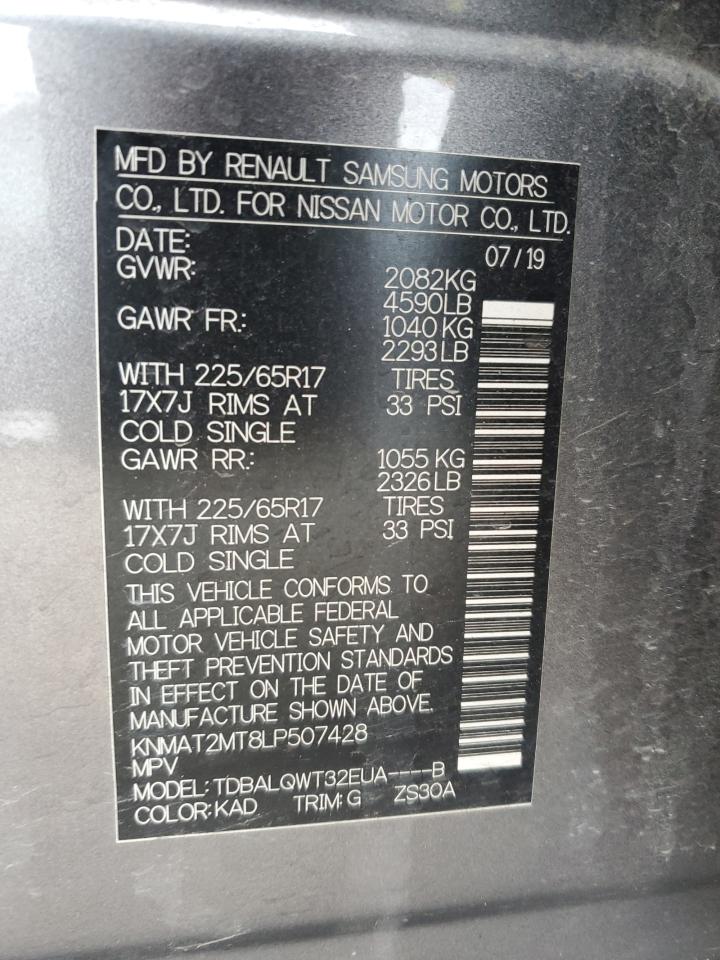 MFD BY RENAULT SAMSUNG MOTORS
CO., LTD. FOR NISSAN MOTOR CO., LTD.
DATE: 07/19
GVWR: 2082KG
4590LB
GAWR FR.: 1040KG
2293LB
WITH 225/65R17 TIRES
17X7J RIMS AT 33 PSI
COLD SINGLE
GAWR RR.: 1055 KG
2326LB
WITH 225/65R17 TIRES
17X7J RIMS AT 33 PSI
COLD SINGLE
THIS VEHICLE CONFORMS TO
ALL APPLICABLE FEDERAL
MOTOR VEHICLE SAFETY AND
THEFT PREVENTION STANDARDS
IN EFFECT ON THE DATE OF
MANUFACTURE SHOWN ABOVE.
KNMAT2MT8LP507428
MPV
MODEL: TDBALQWT32EUA----B
COLOR:KAD TRIM:G ZS30A